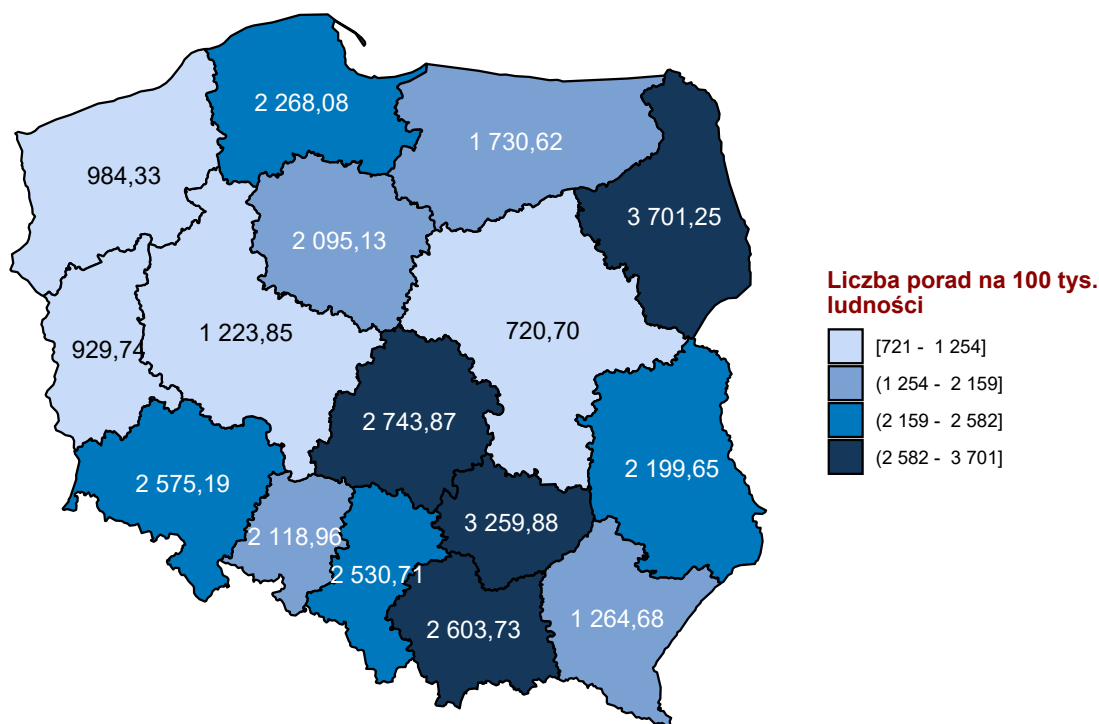 2 268,08
1 730,62
984,33
3 701,25
2 095,13
1 223,85
720,70
929,74
2 743,87
2 199,65
2 575,19
3 259,88
2 118,96
2 530,71
1 264,68
2 603,73
Liczba porad na 100 tys.
ludności
[721 - 1 254]
(1 254 - 2 159]
(2 159 - 2 582]
(2 582 - 3 701]